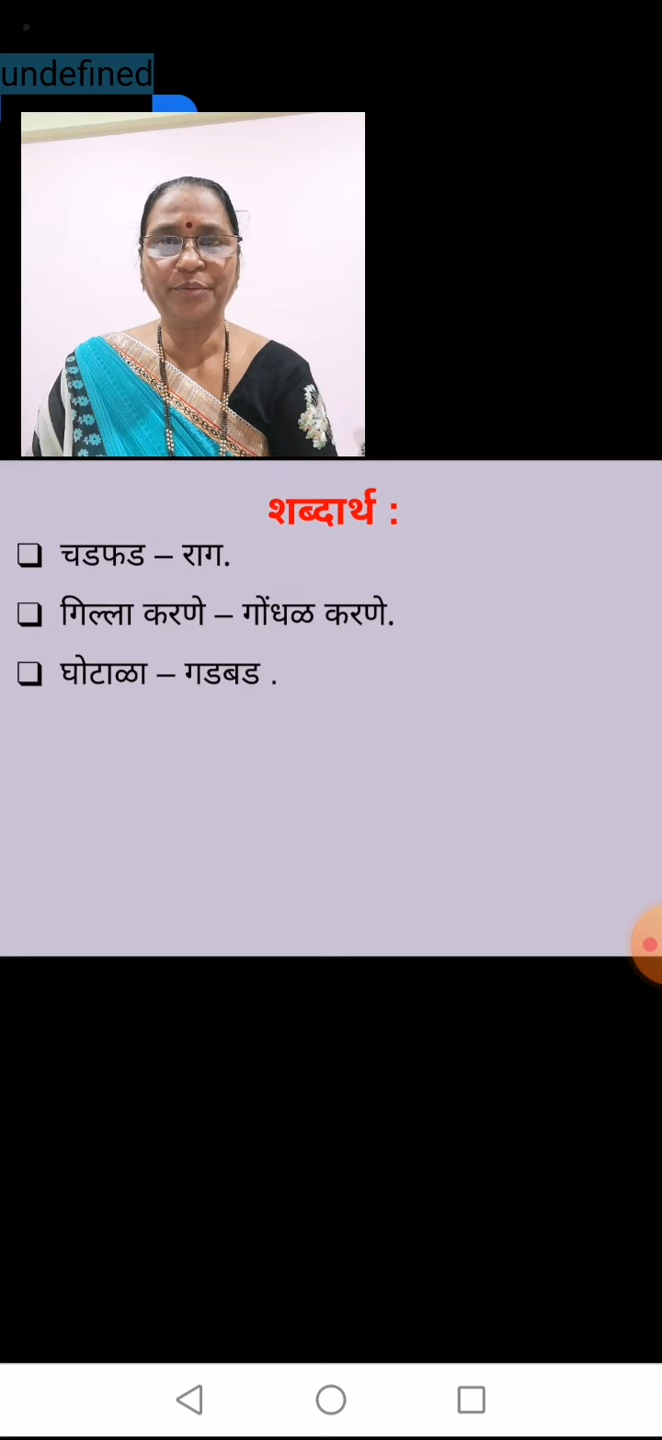 undefined
शब्दार्थ :
❑ चडफड – राग.
❑ गिल्ला करणे – गोंधळ करणे.
❑ घोटाळा – गडबड .